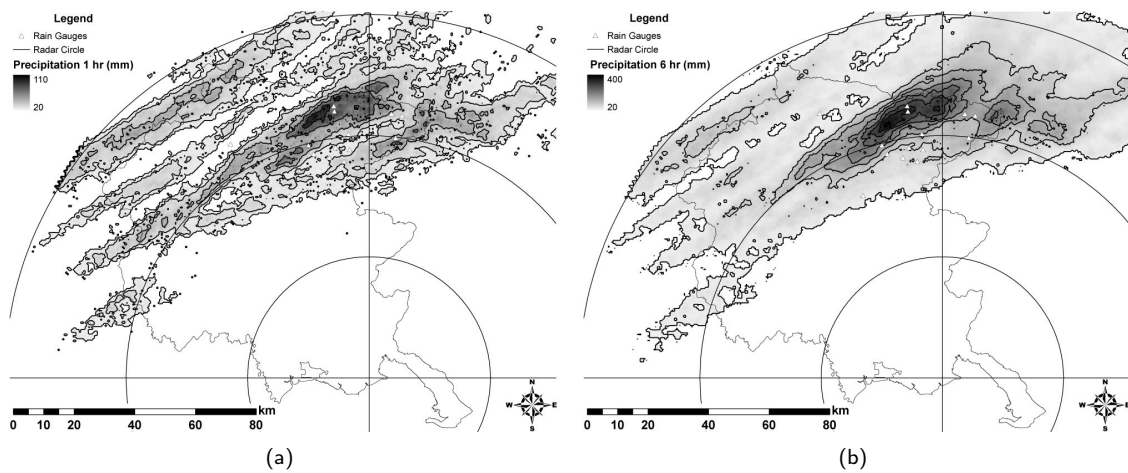 Legend
Rain Gauges
Radar Circle
Precipitation 1 hr (mm)
110
20
N
W E
S
km
0 10 20 40 60 80
(a)
Legend
Rain Gauges
Radar Circle
Precipitation 6 hr (mm)
400
20
N
W E
S
km
0 10 20 40 60 80
(b)